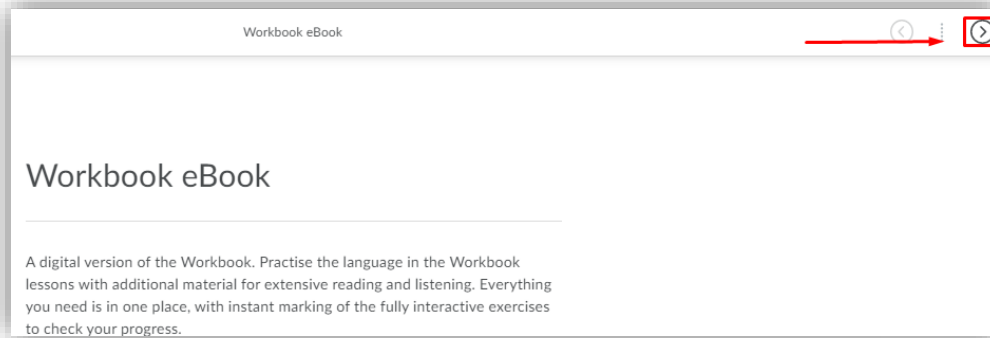 Workbook eBook
Workbook eBook
A digital version of the Workbook. Practise the language in the Workbook
lessons with additional material for extensive reading and listening. Everything
you need is in one place, with instant marking of the fully interactive exercises
to check your progress.